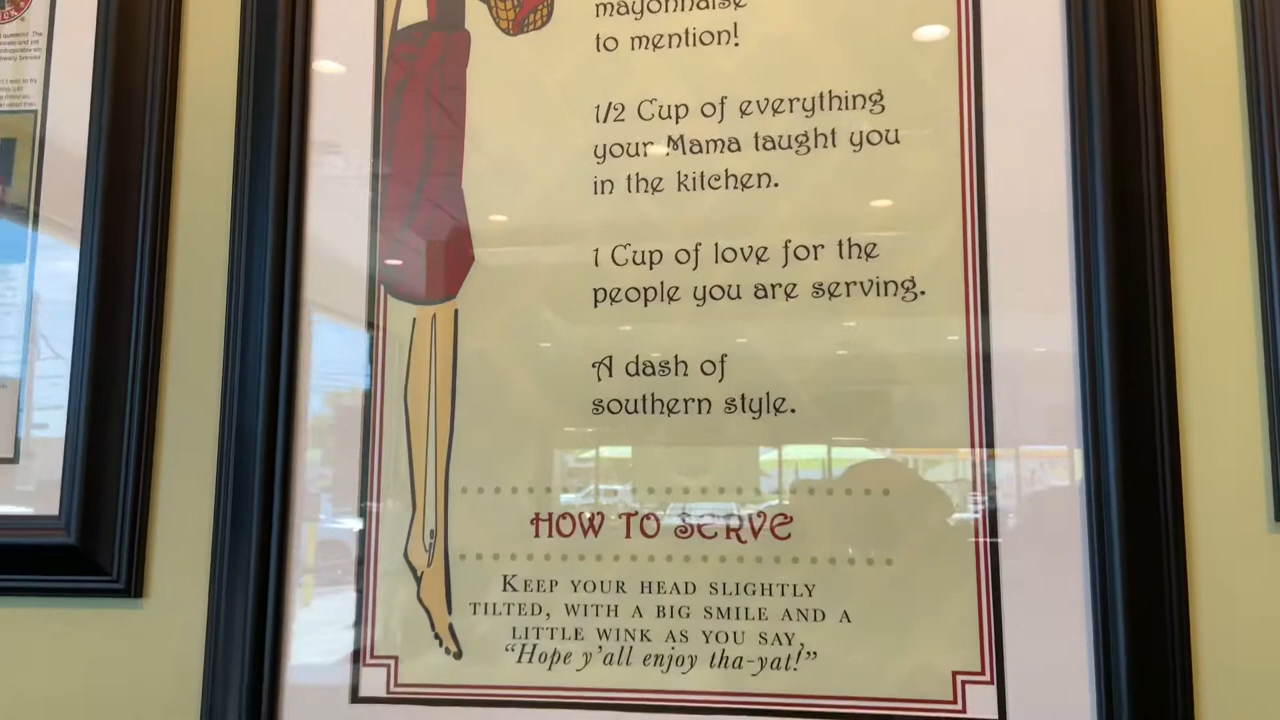 mayonnaise
to mention!
1/2 Cup of everything
your Mama taught you
in the kitchen.
1 Cup of love for the
people you are serving.
A dash of
southern style.
HOW TO SERVE
KEEP YOUR HEAD SLIGHTLY
TILTED, WITH A BIG SMILE AND A
LITTLE WINK AS YOU SAY,
“Hope y’all enjoy tha-yat!”